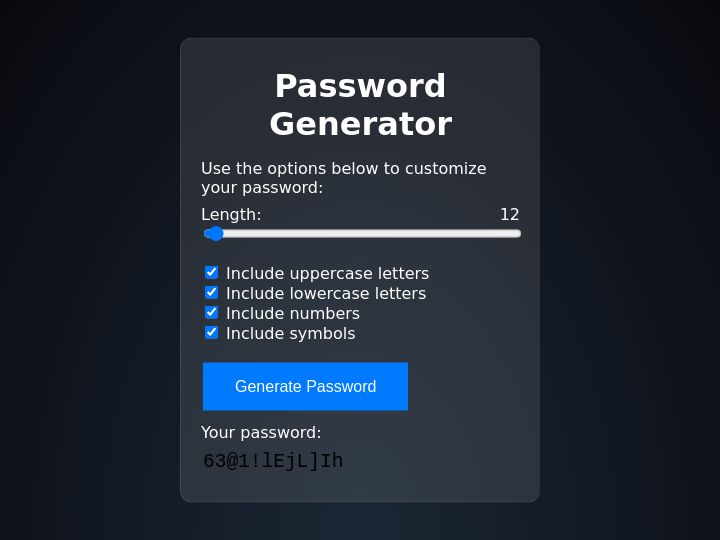 Password
Generator
Use the options below to customize
your password:
Length: 12
Include uppercase letters
Include lowercase letters
Include numbers
Include symbols
Generate Password
Your password:
63@1!lEjL]Ih